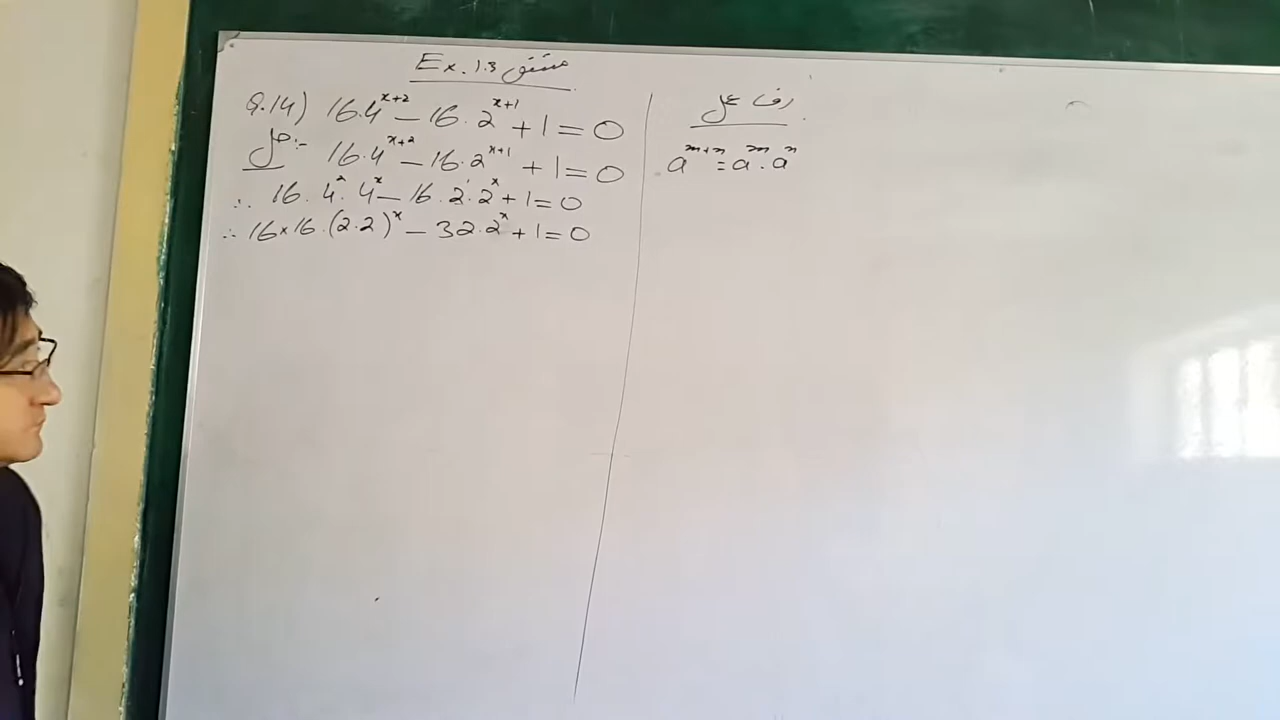 Ex. 1.3 مشق
Q.14) 16.4^{x+2} - 16.2^{x+1} + 1 = 0
حل:- 16.4^{x+2} - 16.2^{x+1} + 1 = 0
∴ 16. 4^2. 4^x - 16. 2^1. 2^x + 1 = 0
∴ 16×16.(2.2)^x - 32.2^x + 1 = 0
رف عمل
a^{m+n} = a^m . a^n